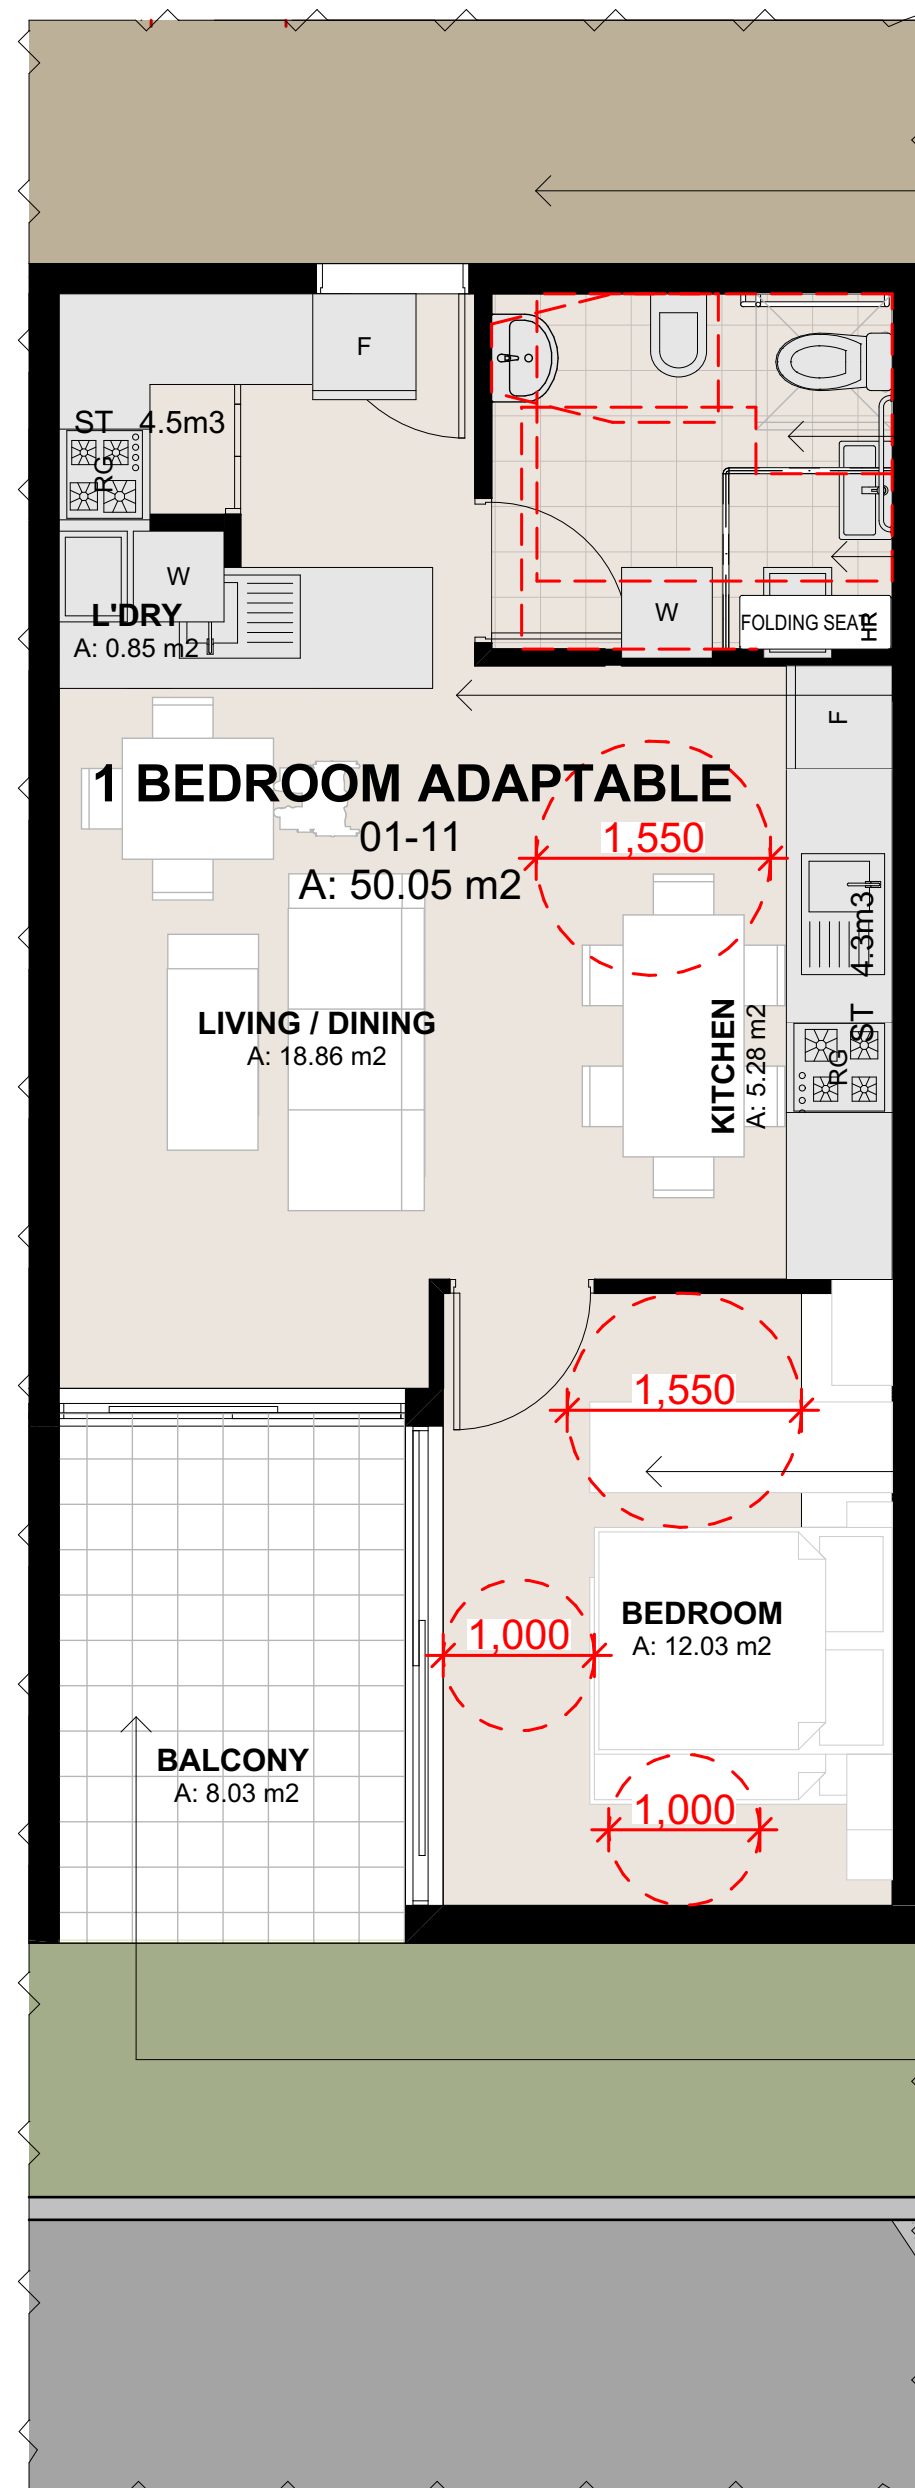 F
ST 4.5m3
RG
W
L'DRY
A: 0.85 m2
W
FOLDING SEAT
HR
F
1 BEDROOM ADAPTABLE
01-11
A: 50.05 m2
1,550
4.3m3
ST
RG
LIVING / DINING
A: 18.86 m2
KITCHEN
A: 5.28 m2
1,550
1,000
BEDROOM
A: 12.03 m2
BALCONY
A: 8.03 m2
1,000